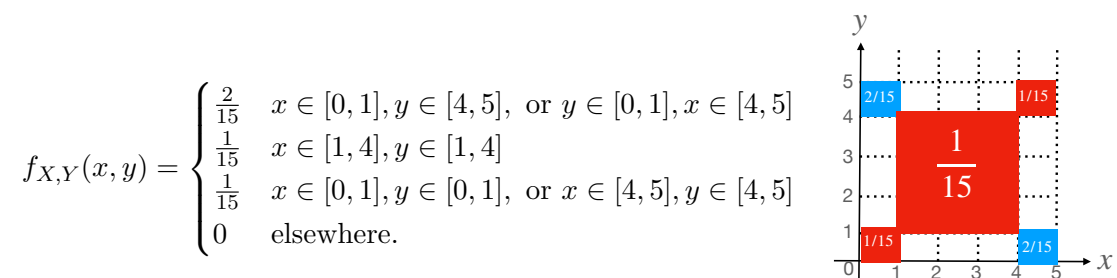 f_{X,Y}(x, y) = { 2/15 x ∈ [0, 1], y ∈ [4, 5], or y ∈ [0, 1], x ∈ [4, 5]
1/15 x ∈ [1, 4], y ∈ [1, 4]
1/15 x ∈ [0, 1], y ∈ [0, 1], or x ∈ [4, 5], y ∈ [4, 5]
0 elsewhere.
y
5
2/15 1/15
4
3
1/15
2
1
1/15 2/15
0 1 2 3 4 5 x